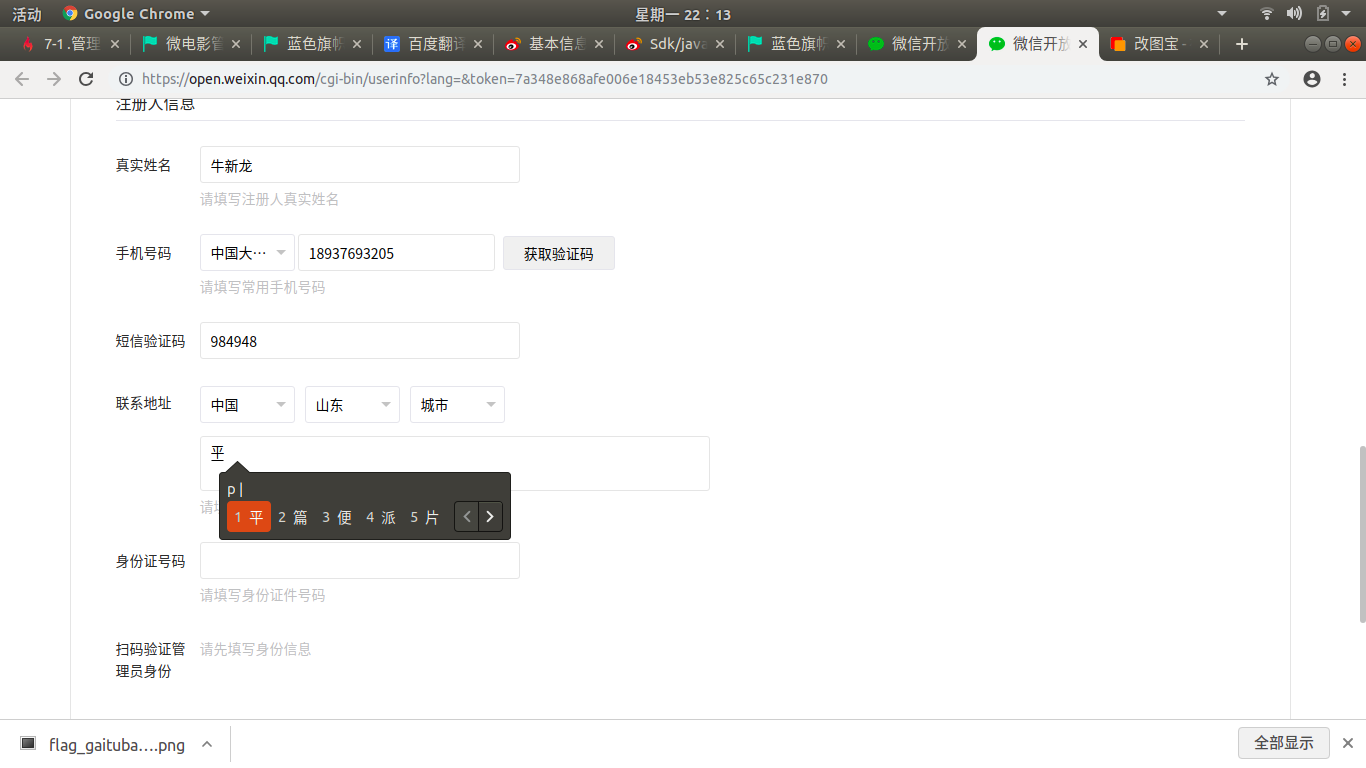 活动 Google Chrome 星期一 22：13
7-1.管理 微电影管 蓝色旗帜 百度翻译 基本信息 Sdk/java 蓝色旗帜 微信开放 微信开放 改图宝 -
https://open.weixin.qq.com/cgi-bin/userinfo?lang=&token=7a348e868afe006e18453eb53e825c65c231e870
注册人信息
真实姓名 牛新龙
请填写注册人真实姓名
手机号码 中国大… 18937693205 获取验证码
请填写常用手机号码
短信验证码 984948
联系地址 中国 山东 城市
平
p
1 平 2 篇 3 便 4 派 5 片
身份证号码
请填写身份证件号码
扫码验证管 请先填写身份信息
理员身份
flag_gaituba....png 全部显示